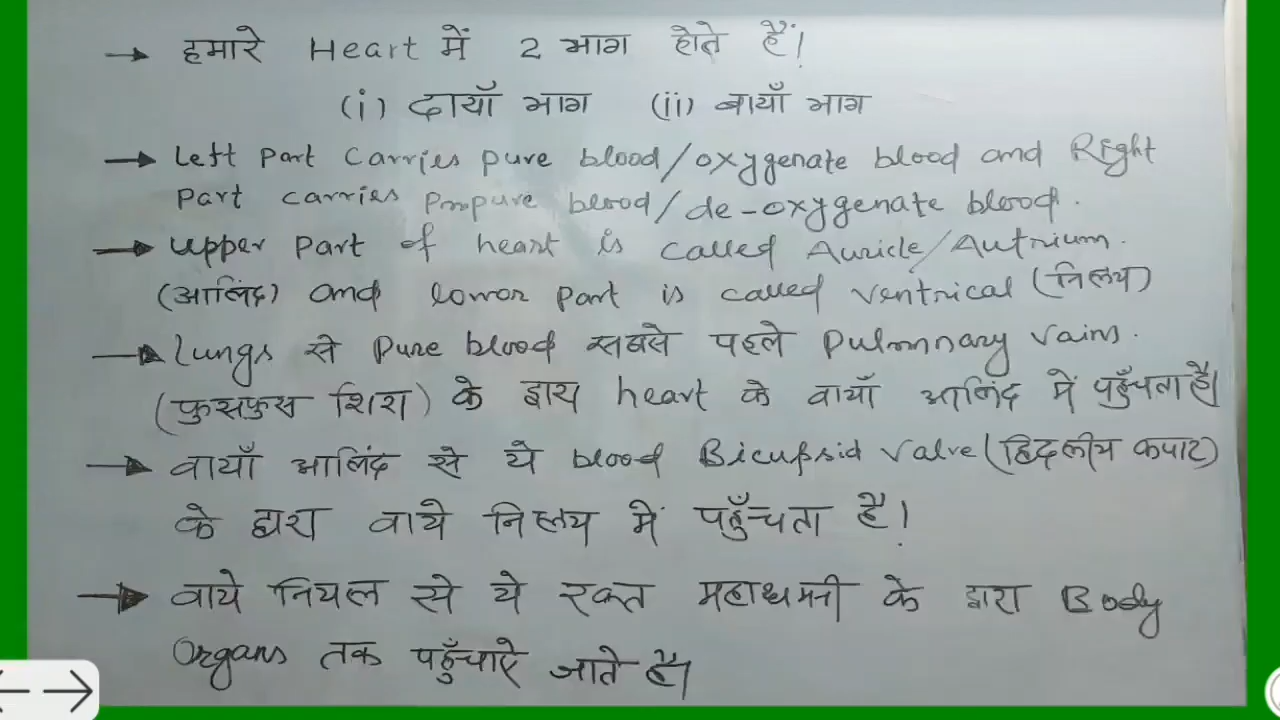 → हमारे Heart में 2 भाग होते हैं।
(i) दायाँ भाग (ii) बायाँ भाग
→ Left Part Carries pure blood/oxygenate blood and Right
Part carries Propure blood/de-oxygenate blood.
→ upper Part of heart is called Auricle/Autrium.
(आलिंद) and lower part is called ventrical (निलय)
→ Lungs से Pure blood सबसे पहले Pulmnary vains.
(फुसफुस शिरा) के द्वारा heart के बायाँ आलिंद में पहुँचता है।
→ बायाँ आलिंद से ये blood Bicupsid valve (द्विदलीय कपाट)
के द्वारा बाये निलय में पहुँचता है।
→ बाये नियल से ये रक्त महाधमनी के द्वारा Body
Organs तक पहुँचाऐ जाते है।